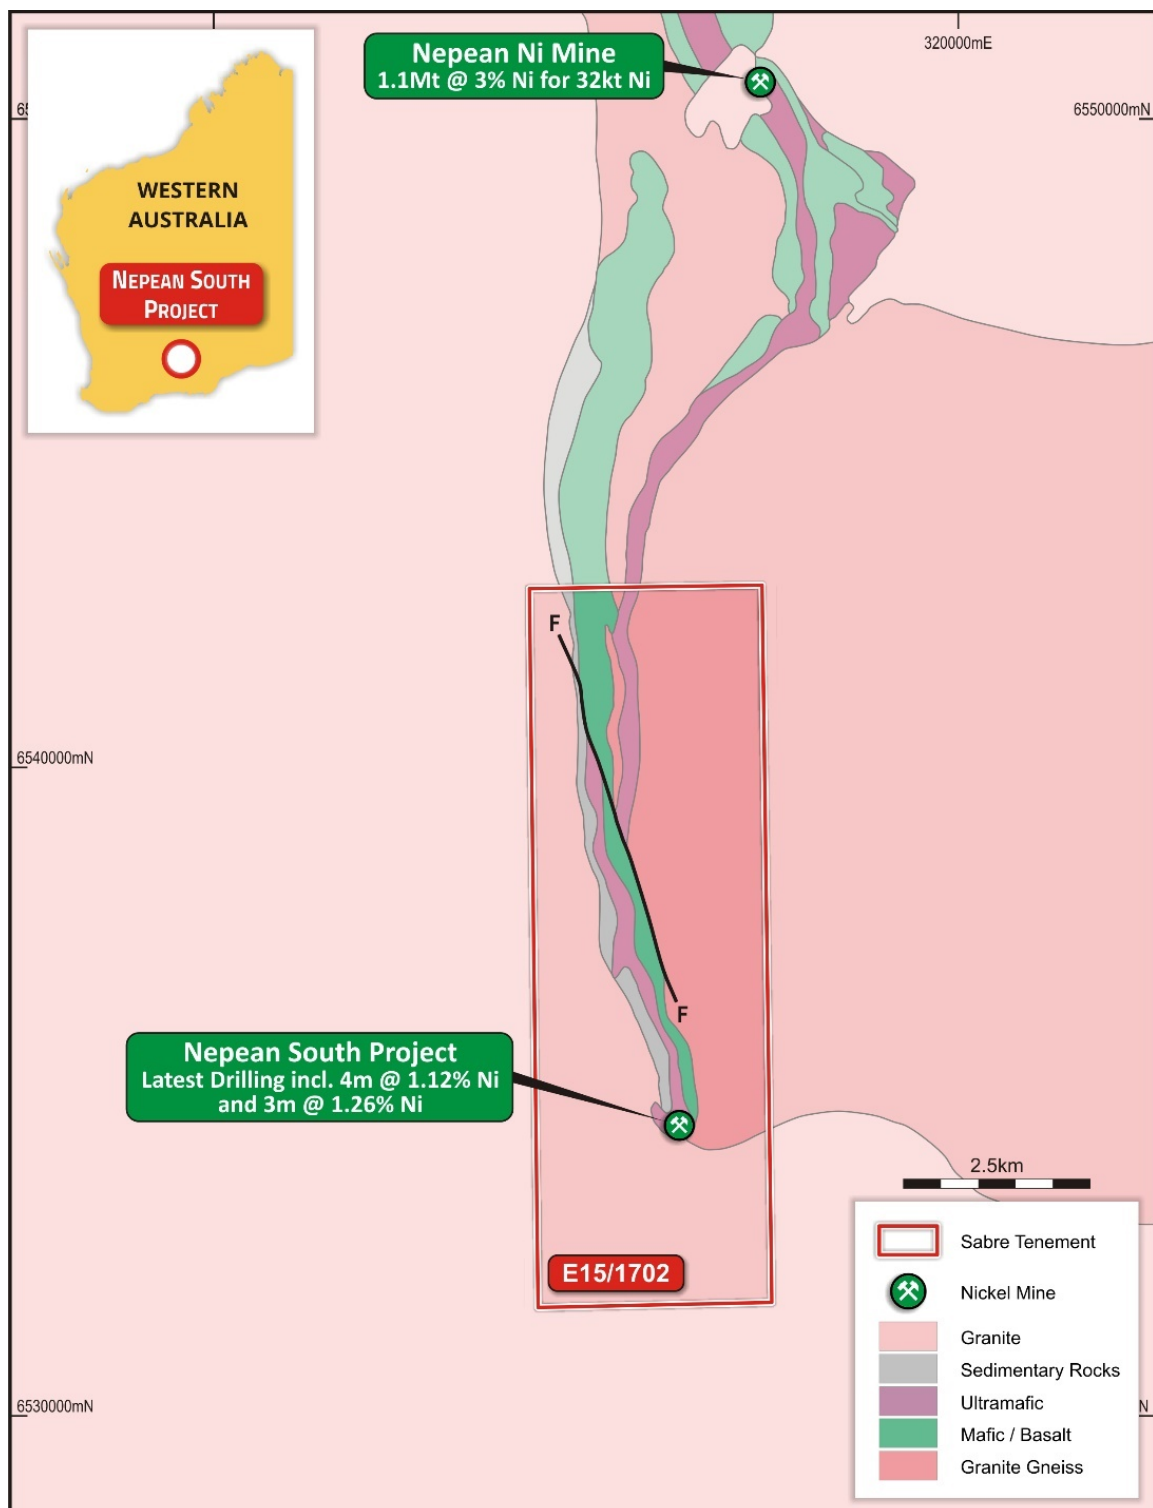 320000mE
Nepean Ni Mine
1.1Mt @ 3% Ni for 32kt Ni
6550000mN
WESTERN
AUSTRALIA
NEPEAN SOUTH
PROJECT
F
6540000mN
F
Nepean South Project
Latest Drilling incl. 4m @ 1.12% Ni
and 3m @ 1.26% Ni
2.5km
E15/1702
Sabre Tenement
Nickel Mine
Granite
Sedimentary Rocks
Ultramafic
Mafic / Basalt
Granite Gneiss
6530000mN
N